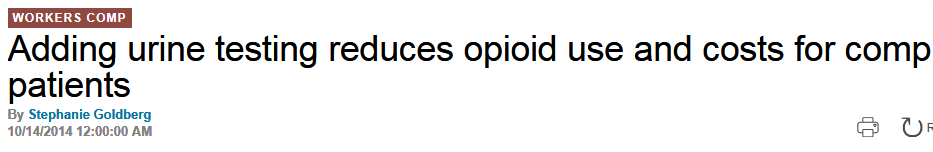 WORKERS COMP
Adding urine testing reduces opioid use and costs for comp
patients
By Stephanie Goldberg
10/14/2014 12:00:00 AM
R